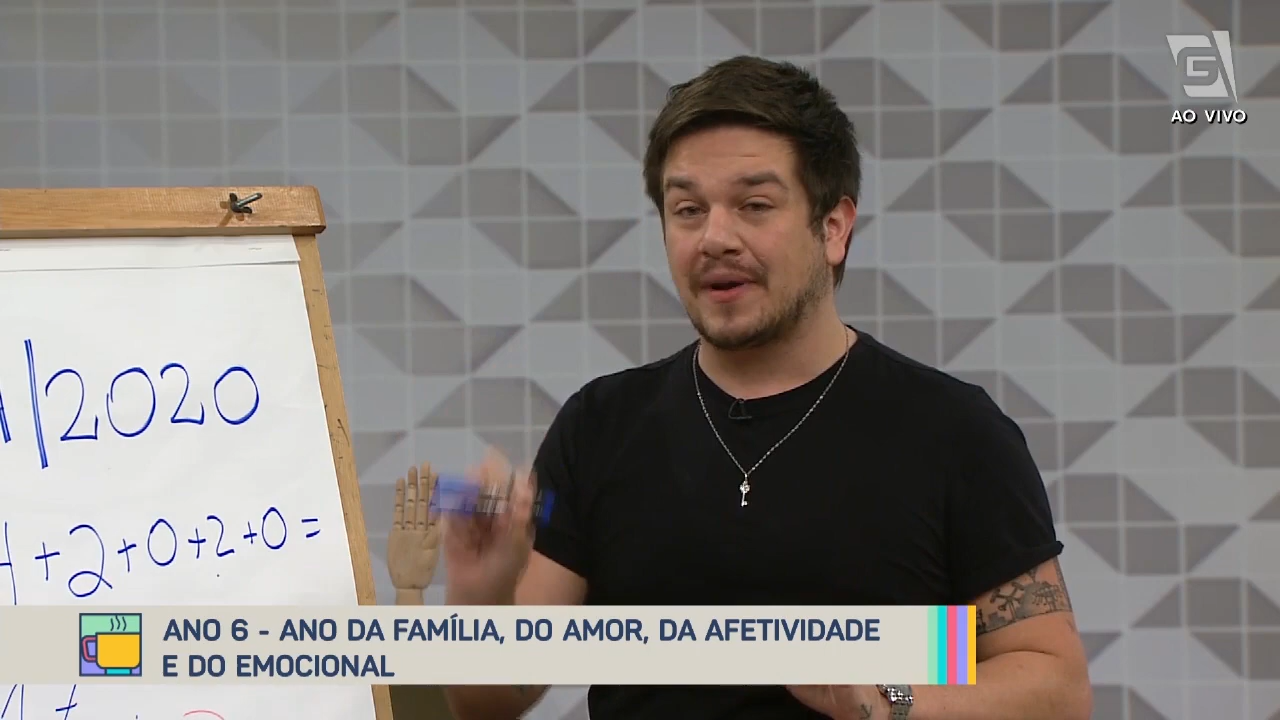 AO VIVO
|2020
+2+0+2+0=
ANO 6 - ANO DA FAMÍLIA, DO AMOR, DA AFETIVIDADE
E DO EMOCIONAL